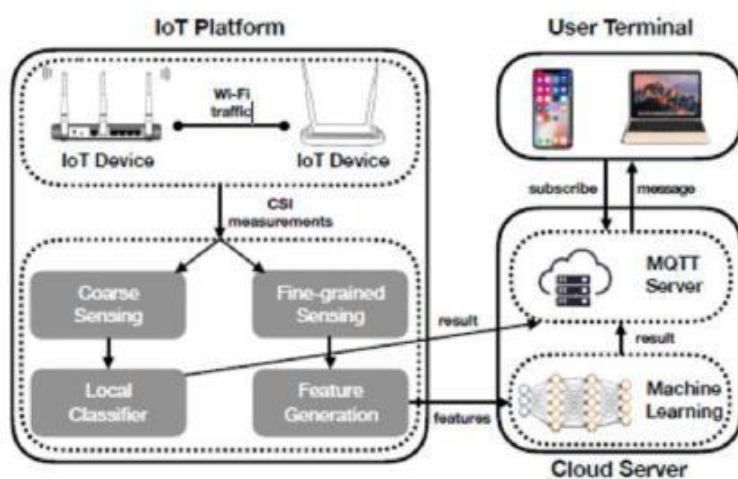 IoT Platform
User Terminal
Wi-Fi
traffic
IoT Device
IoT Device
subscribe
message
CSI
measurements
MQTT
Server
Coarse
Sensing
Fine-grained
Sensing
result
result
Local
Classifier
Feature
Generation
features
Machine
Learning
Cloud Server